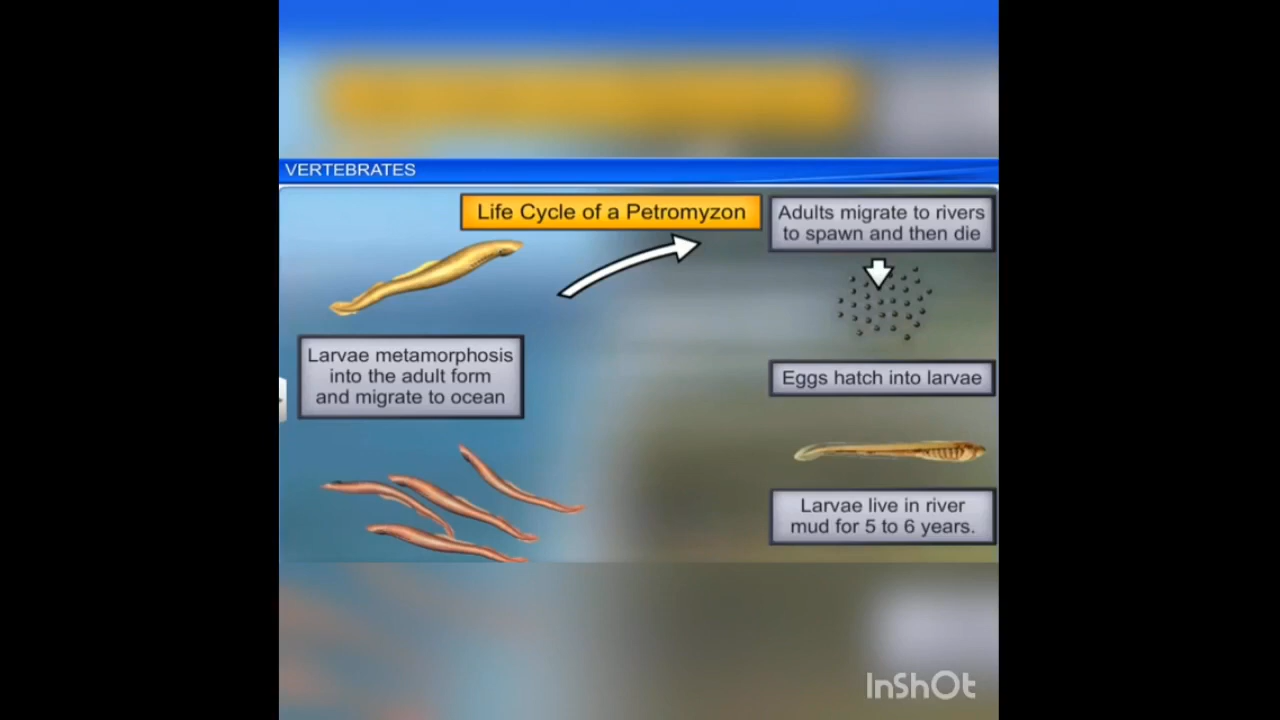 VERTEBRATES
Life Cycle of a Petromyzon
Adults migrate to rivers
to spawn and then die
Larvae metamorphosis
into the adult form
and migrate to ocean
Eggs hatch into larvae
Larvae live in river
mud for 5 to 6 years.
InShOt